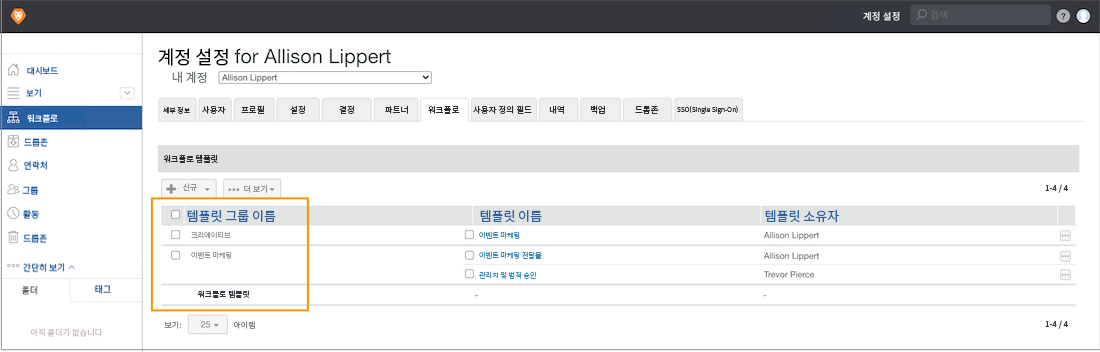 계정 설정 검색 ?
계정 설정 for Allison Lippert
내 계정 Allison Lippert
대시보드
보기
워크플로
드롭존
연락처
그룹
활동
드롭존
간단히 보기
폴더 태그
아직 폴더가 없습니다
세부 정보 사용자 프로필 설정 결정 파트너 워크플로 사용자 정의 필드 내역 백업 드롭존 SSO(Single Sign-On)
워크플로 템플릿
신규 더 보기 1-4 / 4
템플릿 그룹 이름 템플릿 이름 템플릿 소유자
크리에이티브 이벤트 마케팅 Allison Lippert
이벤트 마케팅 이벤트 마케팅 전달물 Allison Lippert
관리자 및 법적 승인 Trevor Pierce
워크플로 템플릿 - -
보기: 25 아이템 1-4 / 4